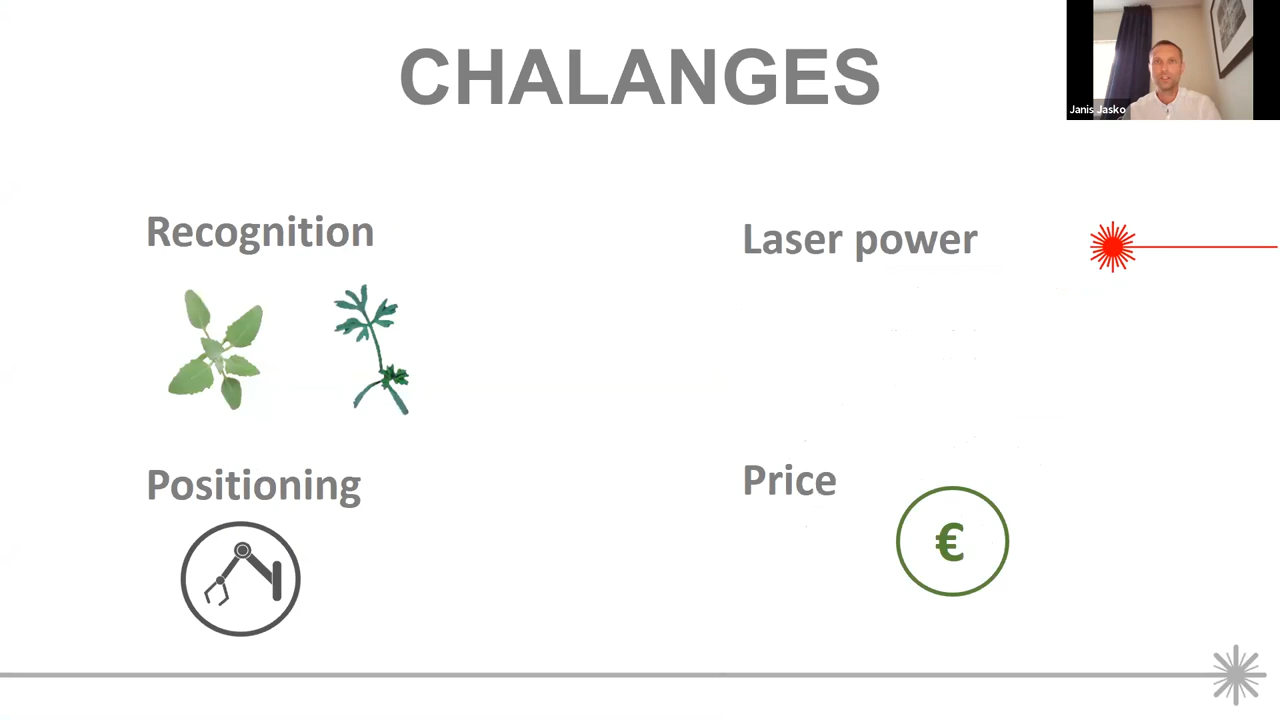 CHALANGES
Janis Jasko
Recognition
Laser power
Positioning
Price
€